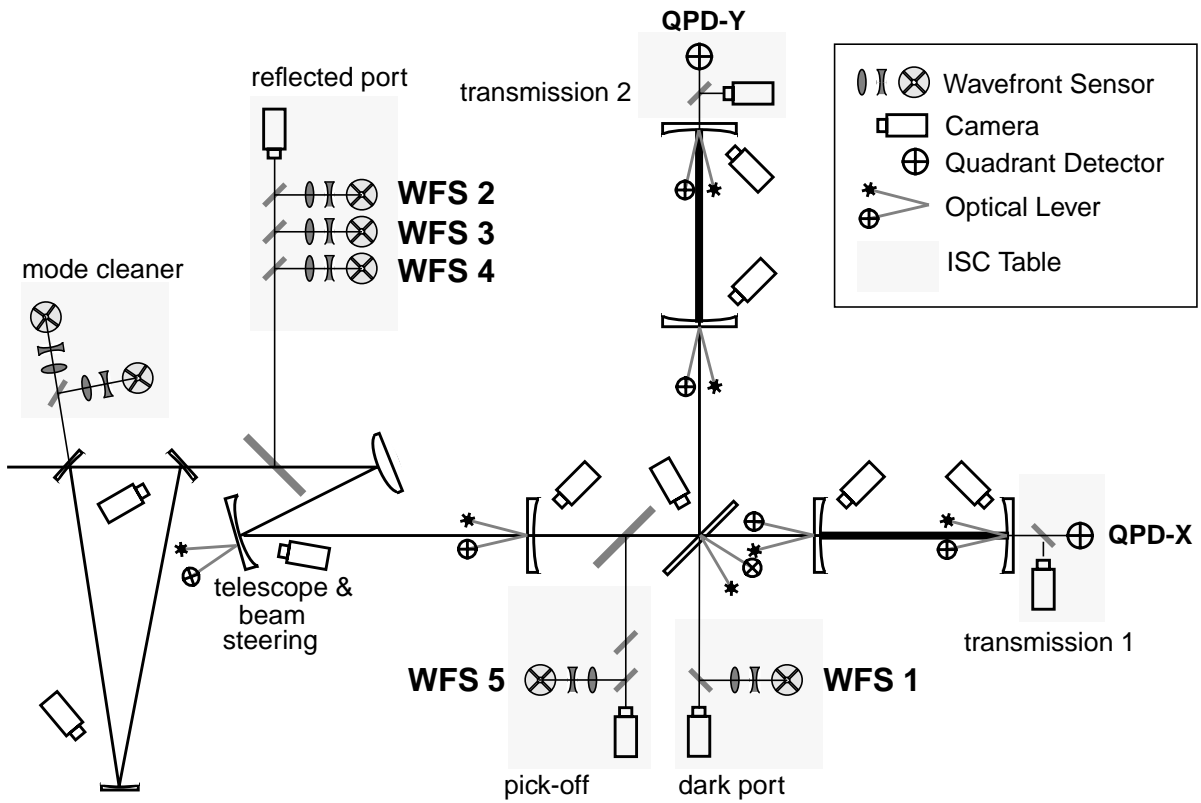 QPD-Y
reflected port
transmission 2
Wavefront Sensor
Camera
Quadrant Detector
Optical Lever
ISC Table
WFS 2
WFS 3
WFS 4
mode cleaner
QPD-X
telescope &
beam
steering
transmission 1
WFS 5
WFS 1
pick-off
dark port